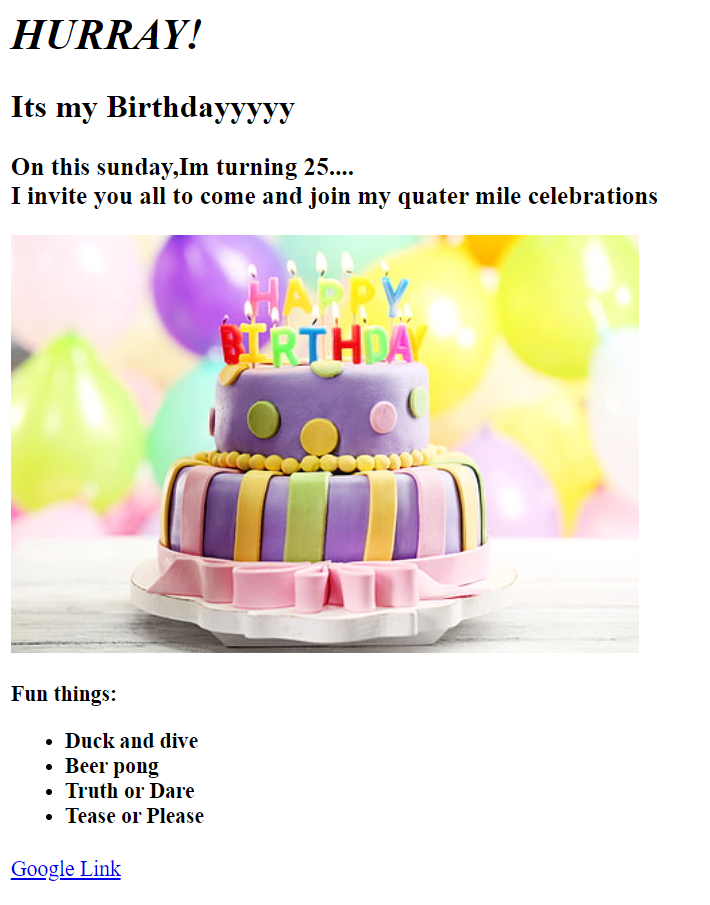 HURRAY!
Its my Birthdayyyyy
On this sunday,Im turning 25....
I invite you all to come and join my quater mile celebrations
HAPPY
BIRTHDAY
Fun things:
Duck and dive
Beer pong
Truth or Dare
Tease or Please
Google Link